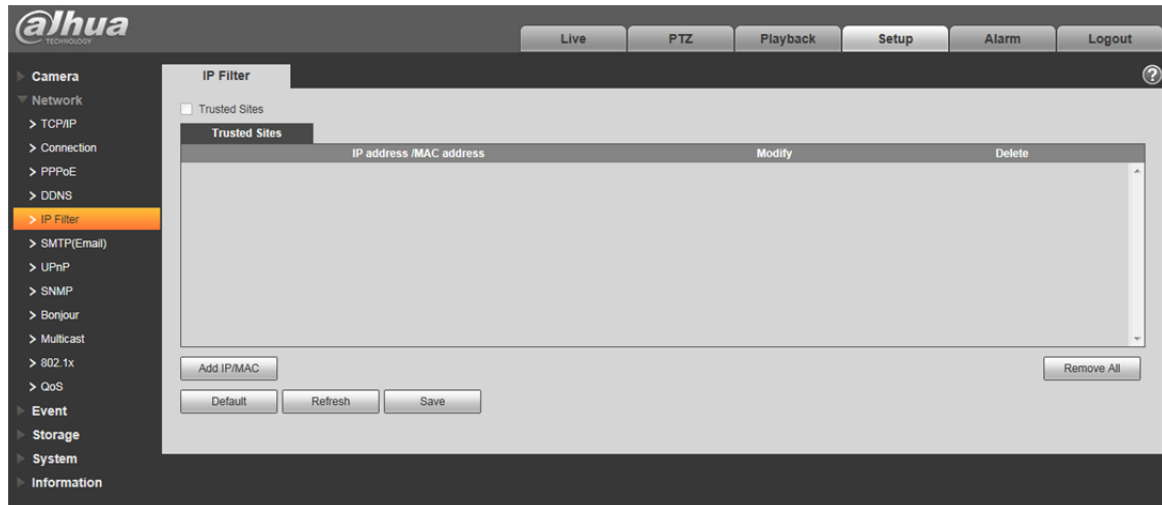 alhua
TECHNOLOGY
Live PTZ Playback Setup Alarm Logout
Camera
Network
> TCP/IP
> Connection
> PPPoE
> DDNS
> IP Filter
> SMTP(Email)
> UPnP
> SNMP
> Bonjour
> Multicast
> 802.1x
> QoS
Event
Storage
System
Information
IP Filter
?
Trusted Sites
Trusted Sites
IP address /MAC address Modify Delete
Add IP/MAC Remove All
Default Refresh Save